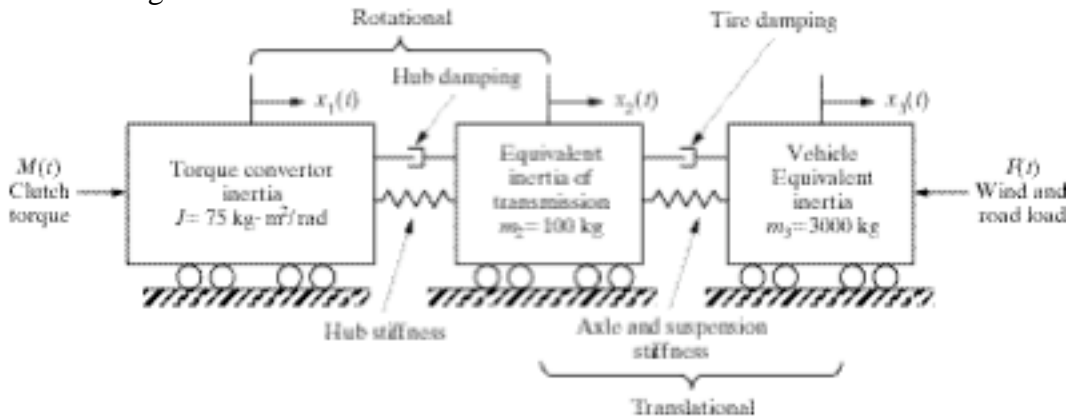 Rotational
Tire damping
Hub damping
x₁(t)
x₂(t)
x₃(t)
M(t)
Clutch
torque
Torque convertor
inertia
J = 75 kg-m²/rad
Equivalent
inertia of
transmission
m₂ = 100 kg
Vehicle
Equivalent
inertia
m₃ = 3000 kg
F(t)
Wind and
road load
Hub stiffness
Axle and suspension
stiffness
Translational